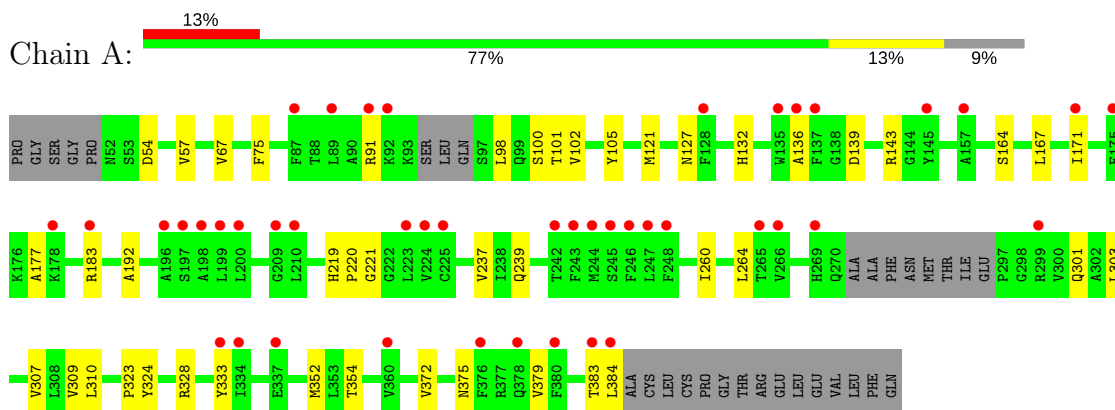 13%
Chain A:
77% 13% 9%
PRO GLY SER GLY PRO N52 S53 D54 V57 V67 F75 F87 T88 L89 A90 R91 K92 K93 SER LEU GLN S97 L98 Q99 S100 T101 V102 Y105 M121 N127 F128 H132 W135 A136 F137 G138 D139 R143 G144 Y145 A157 S164 L167 I171
K176 A177 K178 R183 A192 A196 S197 A198 L199 L200 G209 L210 H219 P220 G221 G222 L223 V224 C225 V237 I238 Q239 T242 F243 M244 S245 F246 L247 F248 I260 L264 T265 V266 H269 Q270 ALA ALA PHE ASN MET THR ILE GLU P297 G298 R299 V300 Q301 A302 L303
V307 L308 V309 L310 P323 Y324 R328 Y333 I334 E337 M352 L353 T354 V360 V372 N375 F376 R377 Q378 V379 F380 T383 L384 ALA CYS LEU CYS PRO GLY THR ARG GLU LEU LEU GLU VAL LEU PHE GLN